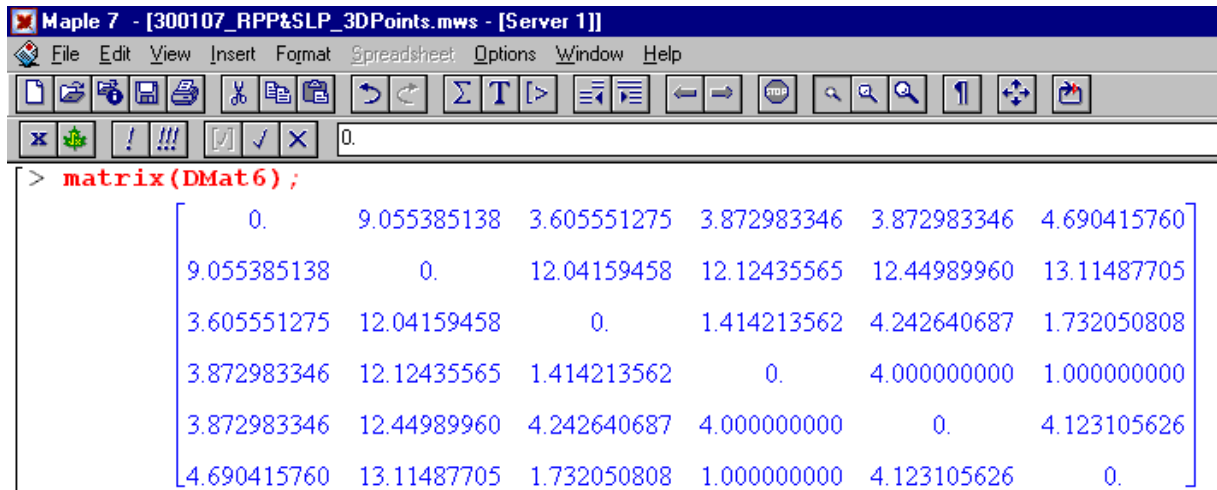 Maple 7 - [300107_RPP&SLP_3DPoints.mws - [Server 1]]
File Edit View Insert Format Spreadsheet Options Window Help
Σ T [> STOP ¶
x ! !!! [√] √ X 0.
> matrix(DMat6);
0. 9.055385138 3.605551275 3.872983346 3.872983346 4.690415760
9.055385138 0. 12.04159458 12.12435565 12.44989960 13.11487705
3.605551275 12.04159458 0. 1.414213562 4.242640687 1.732050808
3.872983346 12.12435565 1.414213562 0. 4.000000000 1.000000000
3.872983346 12.44989960 4.242640687 4.000000000 0. 4.123105626
4.690415760 13.11487705 1.732050808 1.000000000 4.123105626 0.